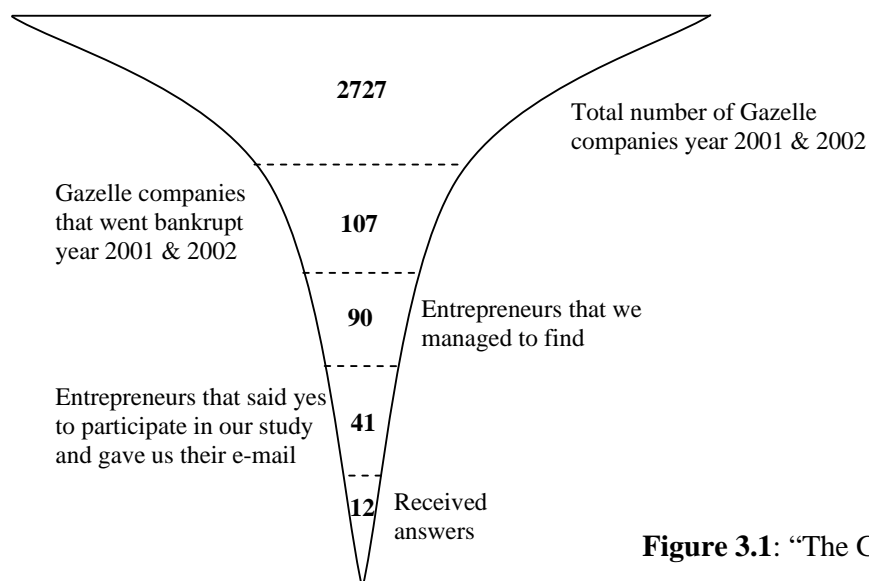 2727
Total number of Gazelle
companies year 2001 & 2002
Gazelle companies
that went bankrupt
year 2001 & 2002
107
90
Entrepreneurs that we
managed to find
Entrepreneurs that said yes
to participate in our study
and gave us their e-mail
41
12
Received
answers
Figure 3.1: “The